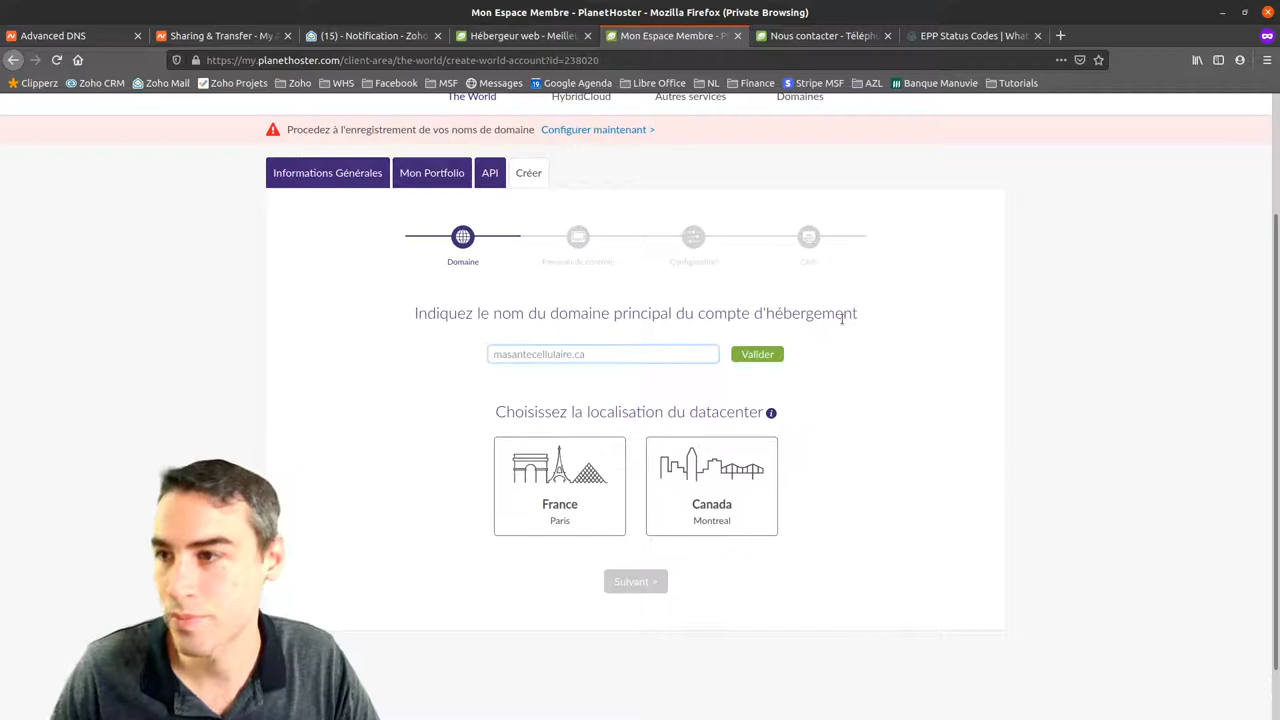 Mon Espace Membre - PlanetHoster - Mozilla Firefox (Private Browsing)
Advanced DNS
Sharing & Transfer - My A
(15) - Notification - Zoho
Hébergeur web - Meilleu
Mon Espace Membre - P
Nous contacter - Télépho
EPP Status Codes | What
https://my.planethoster.com/client-area/the-world/create-world-account?id=238020
Clipperz
Zoho CRM
Zoho Mail
Zoho Projets
Zoho
WHS
Facebook
MSF
Messages
Google Agenda
Libre Office
NL
Finance
Stripe MSF
AZL
Banque Manuvie
Tutorials
The World
HybridCloud
Autres services
Domaines
Procedez à l'enregistrement de vos noms de domaine Configurer maintenant >
Informations Générales
Mon Portfolio
API
Créer
Domaine
Panneau de contrôle
Configuration
Indiquez le nom du domaine principal du compte d'hébergement
masantecellulaire.ca
Valider
Choisissez la localisation du datacenter
France
Paris
Canada
Montreal
Suivant >